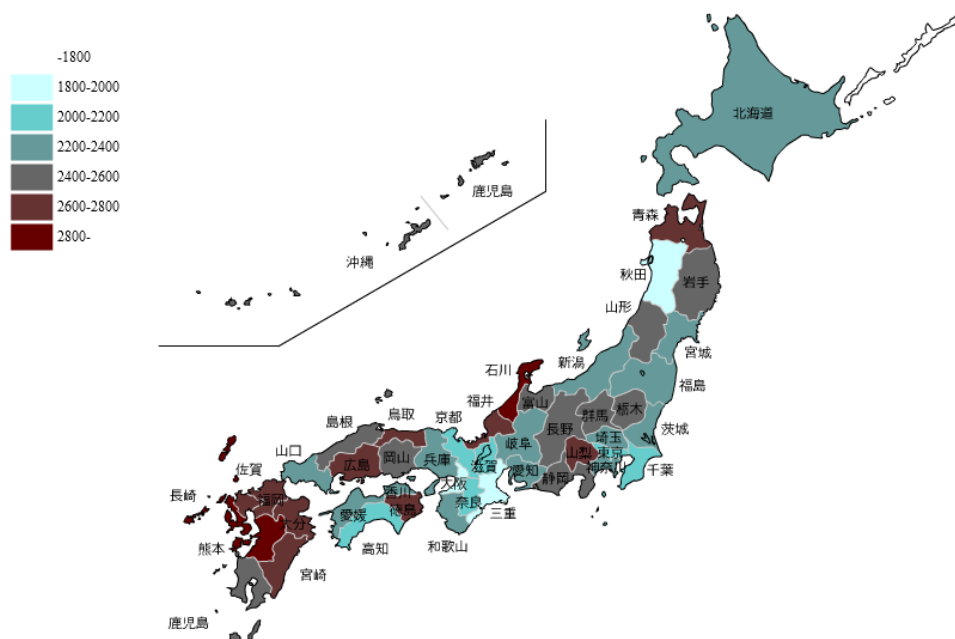 -1800
1800-2000
2000-2200
2200-2400
2400-2600
2600-2800
2800-
北海道
鹿児島
沖縄
青森
秋田
岩手
山形
宮城
新潟
福島
石川
富山
福井
群馬
栃木
長野
茨城
岐阜
埼玉
山梨
東京
神奈川
千葉
愛知
静岡
京都
滋賀
鳥取
島根
兵庫
岡山
広島
山口
大阪
奈良
三重
和歌山
香川
徳島
愛媛
高知
佐賀
福岡
長崎
大分
熊本
宮崎
鹿児島